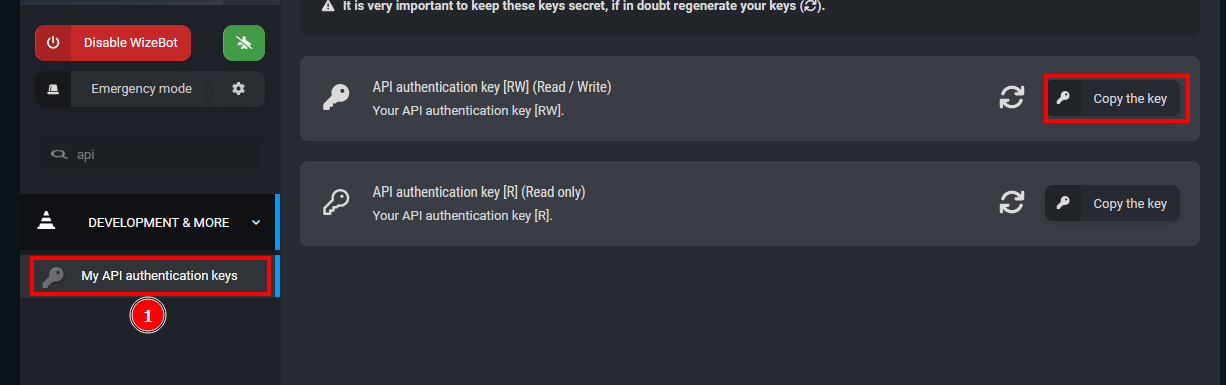 It is very important to keep these keys secret, if in doubt regenerate your keys ( ).
Disable WizeBot
Emergency mode
api
DEVELOPMENT & MORE
My API authentication keys
1
API authentication key [RW] (Read / Write)
Your API authentication key [RW].
Copy the key
API authentication key [R] (Read only)
Your API authentication key [R].
Copy the key